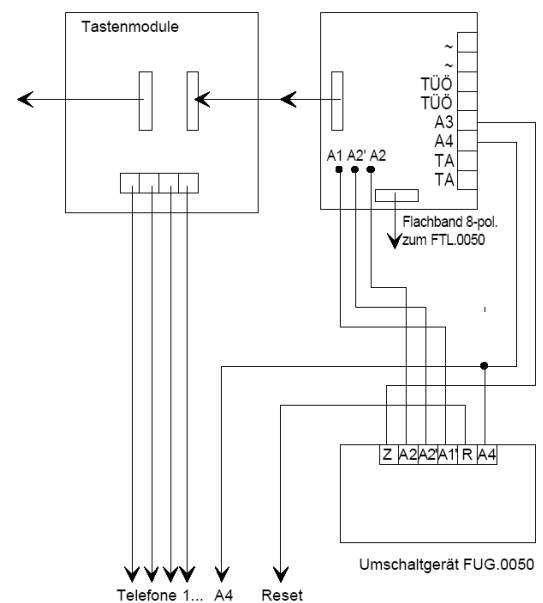 Tastenmodule
~
~
TÜÖ
TÜÖ
A3
A4
TA
TA
A1 A2' A2
Flachband 8-pol.
zum FTL.0050
Z A2 A2' A1' R A4
Umschaltgerät FUG.0050
Telefone 1... A4 Reset